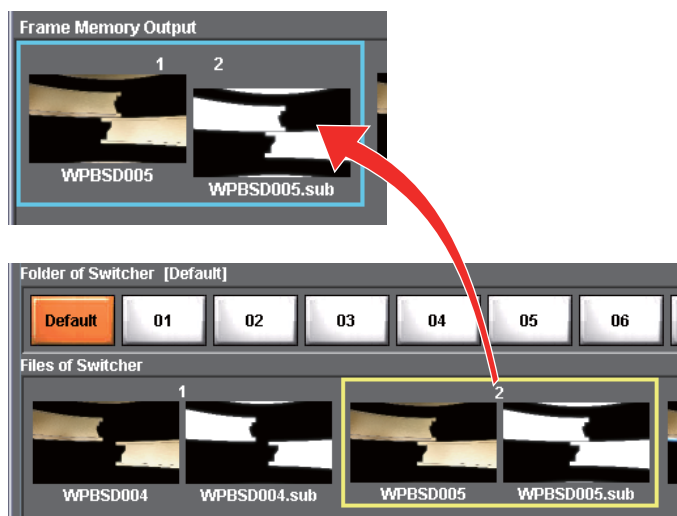 Frame Memory Output
1 2
WPBSD005 WPBSD005.sub
Folder of Switcher [Default]
Default 01 02 03 04 05 06
Files of Switcher
1 2
WPBSD004 WPBSD004.sub WPBSD005 WPBSD005.sub